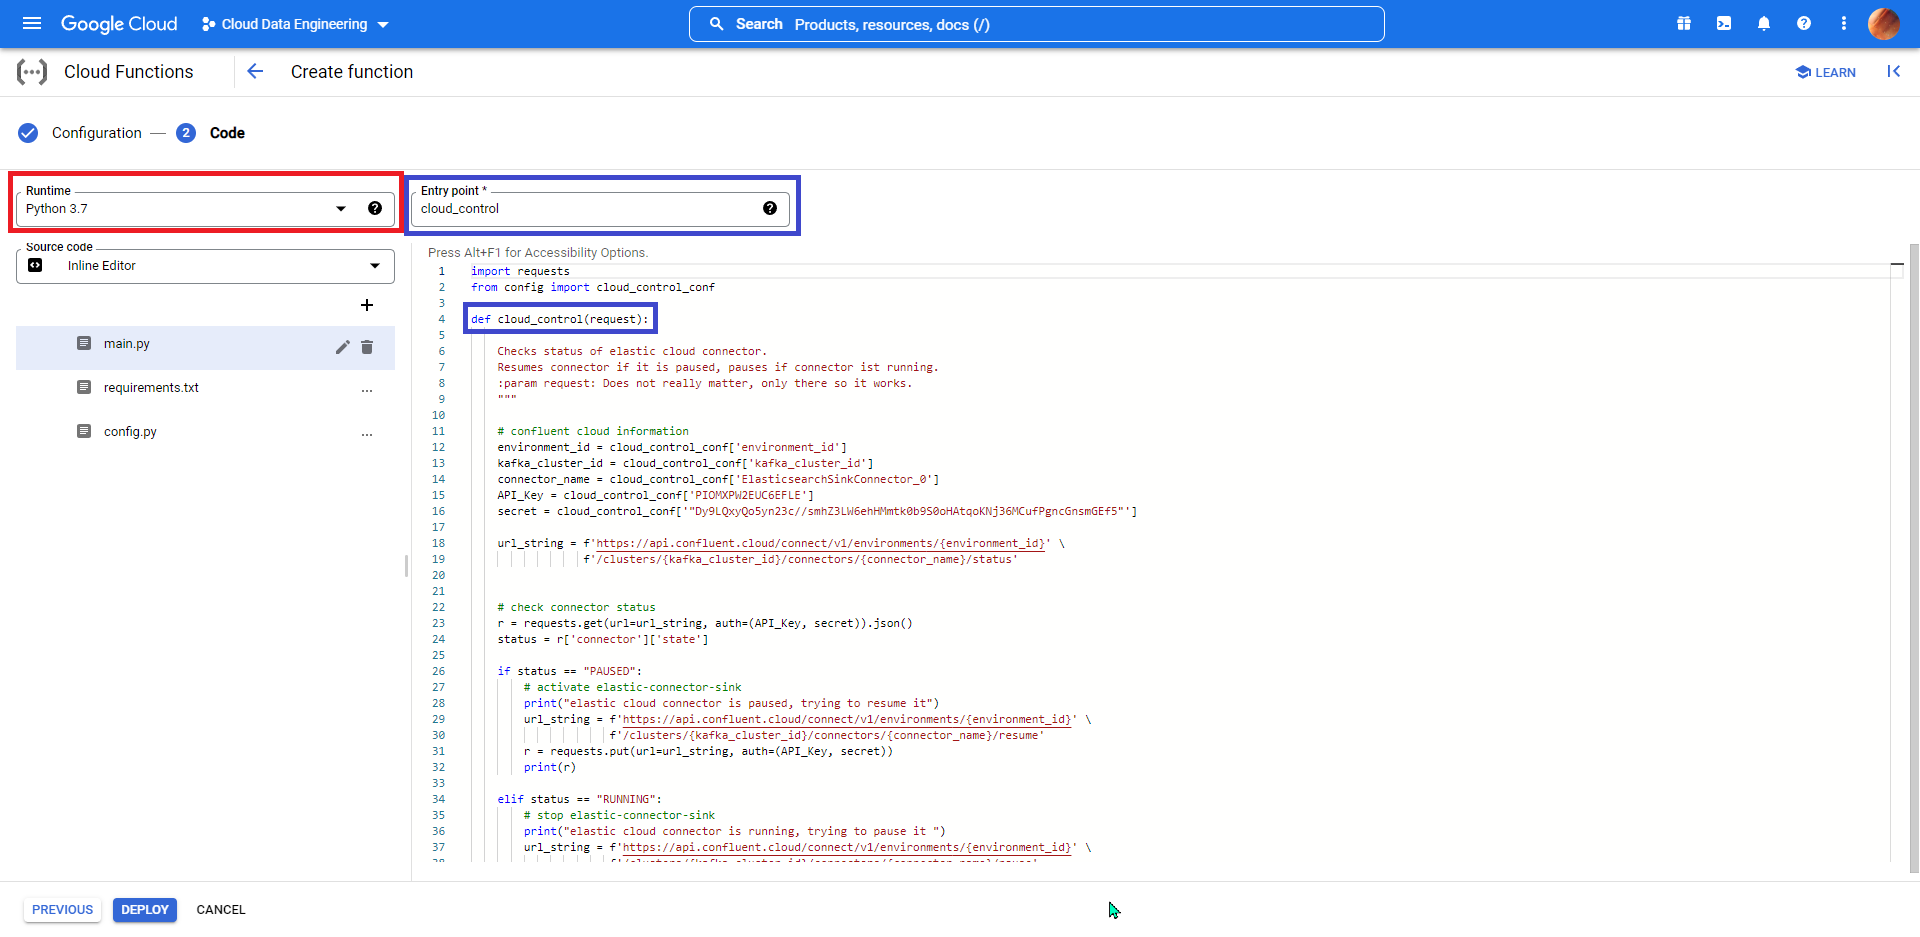 Google Cloud
Cloud Data Engineering
Search Products, resources, docs (/)
Cloud Functions
Create function
LEARN
Configuration — 2 Code
Runtime
Python 3.7
Entry point *
cloud_control
Source code
Inline Editor
main.py
requirements.txt
...
config.py
...
Press Alt+F1 for Accessibility Options.
1 import requests
2 from config import cloud_control_conf
3
4 def cloud_control(request):
5
6 Checks status of elastic cloud connector.
7 Resumes connector if it is paused, pauses if connector ist running.
8 :param request: Does not really matter, only there so it works.
9 """
10
11 # confluent cloud information
12 environment_id = cloud_control_conf['environment_id']
13 kafka_cluster_id = cloud_control_conf['kafka_cluster_id']
14 connector_name = cloud_control_conf['ElasticsearchSinkConnector_0']
15 API_Key = cloud_control_conf['PIOMXPW2EUC6EFLE']
16 secret = cloud_control_conf['"Dy9LQxyQo5yn23c//smhZ3LW6ehHMmtk0b9S0oHAtqoKNj36MCufPgncGnsmGEf5"']
17
18 url_string = f'https://api.confluent.cloud/connect/v1/environments/{environment_id}' \
19 f'/clusters/{kafka_cluster_id}/connectors/{connector_name}/status'
20
21
22 # check connector status
23 r = requests.get(url=url_string, auth=(API_Key, secret)).json()
24 status = r['connector']['state']
25
26 if status == "PAUSED":
27 # activate elastic-connector-sink
28 print("elastic cloud connector is paused, trying to resume it")
29 url_string = f'https://api.confluent.cloud/connect/v1/environments/{environment_id}' \
30 f'/clusters/{kafka_cluster_id}/connectors/{connector_name}/resume'
31 r = requests.put(url=url_string, auth=(API_Key, secret))
32 print(r)
33
34 elif status == "RUNNING":
35 # stop elastic-connector-sink
36 print("elastic cloud connector is running, trying to pause it ")
37 url_string = f'https://api.confluent.cloud/connect/v1/environments/{environment_id}' \
38 f'/clusters/{kafka_cluster_id}/connectors/{connector_name}/pause'
PREVIOUS
DEPLOY
CANCEL